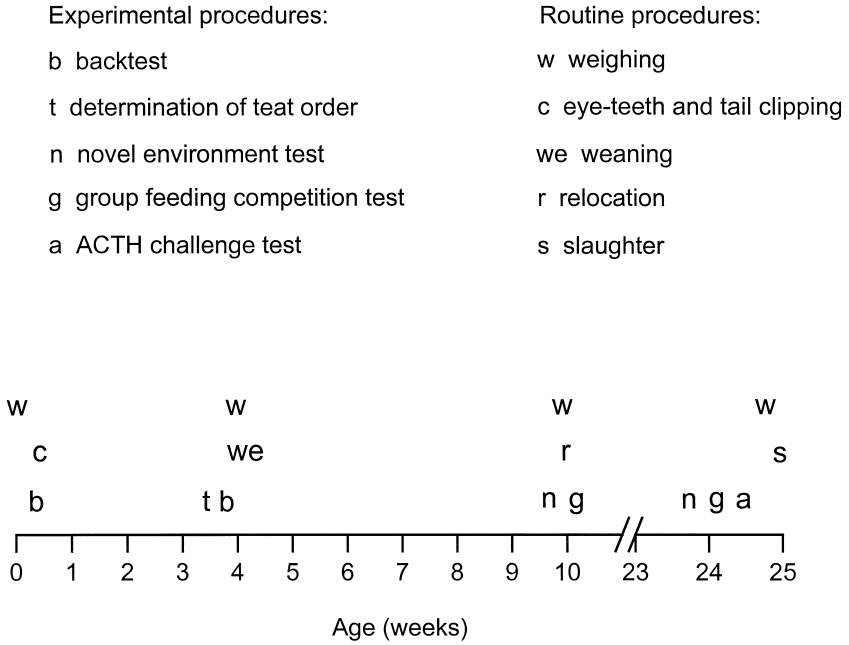 Experimental procedures:
b backtest
t determination of teat order
n novel environment test
g group feeding competition test
a ACTH challenge test
Routine procedures:
w weighing
c eye-teeth and tail clipping
we weaning
r relocation
s slaughter
w w w w
c we r s
b t b n g n g a
0 1 2 3 4 5 6 7 8 9 10 23 24 25
Age (weeks)